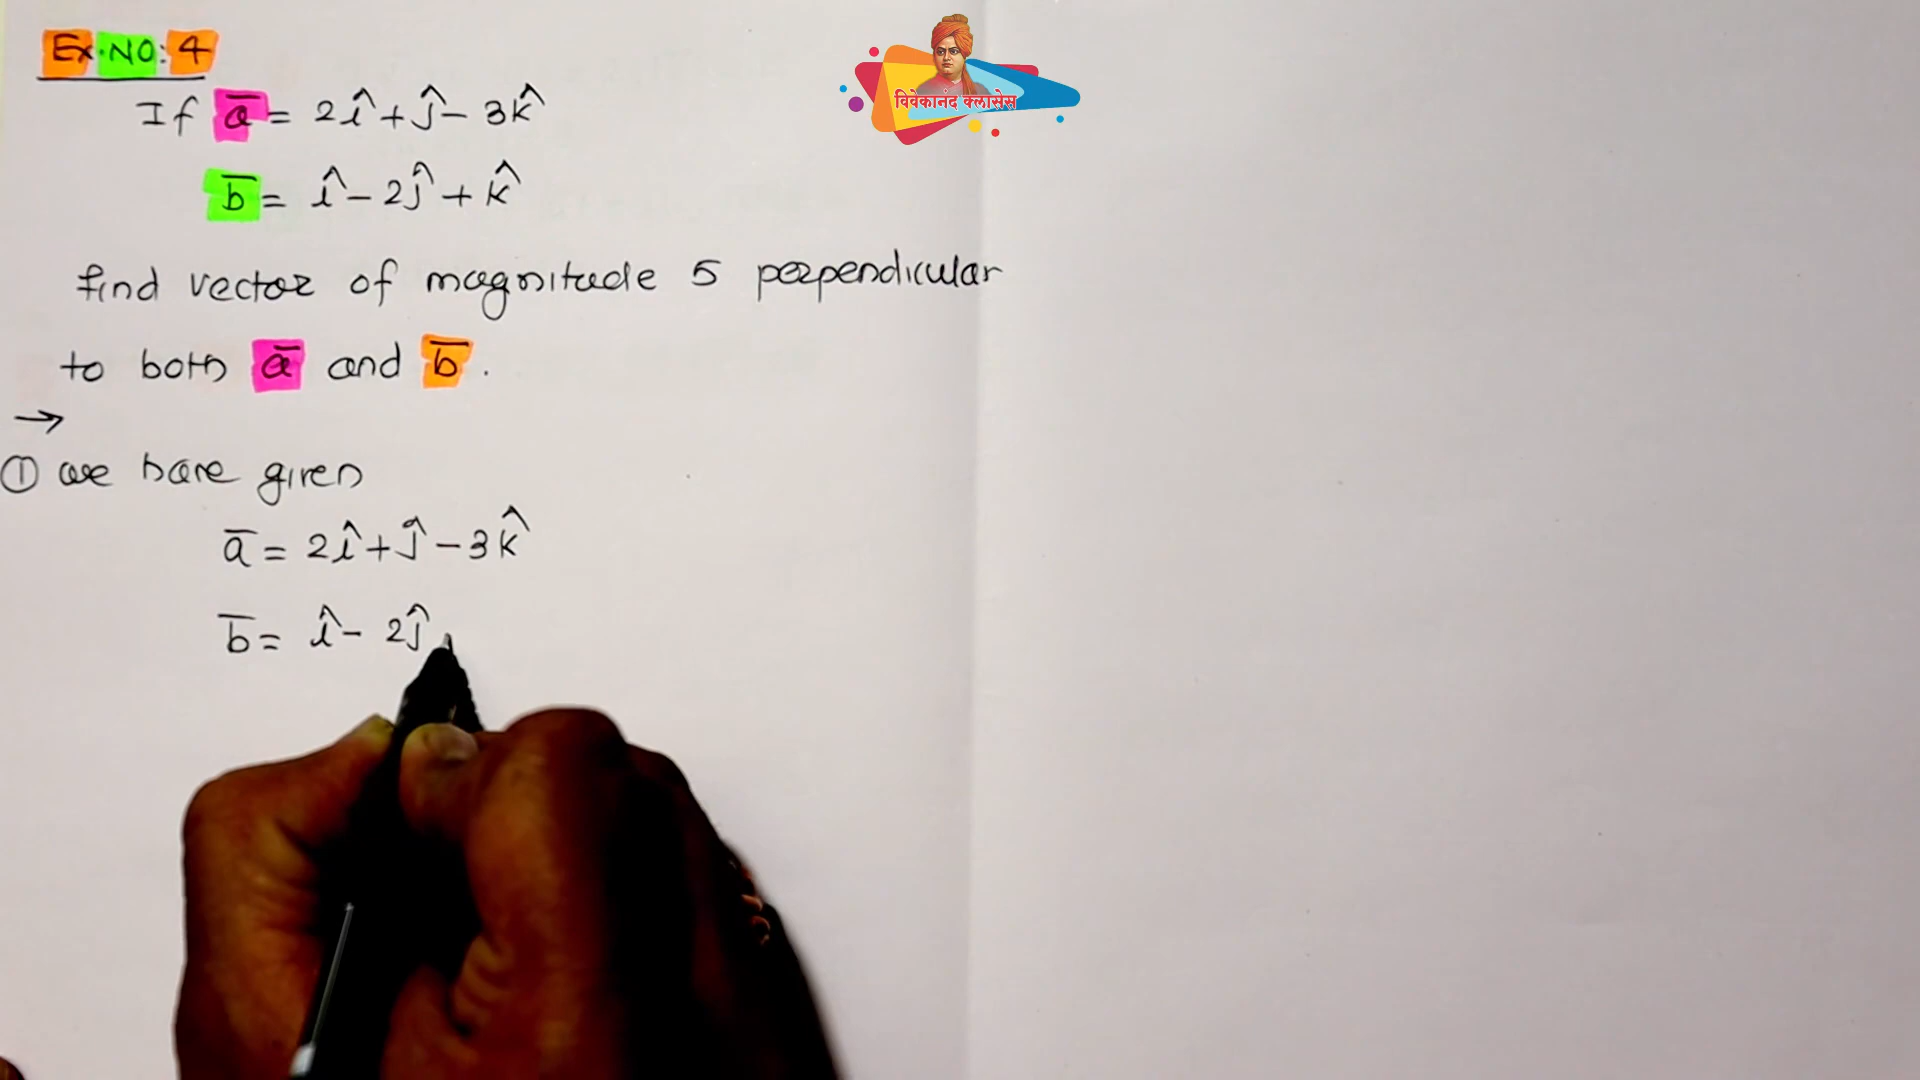 Ex.NO: 4
विवेकानंद क्लासेस
If a̅ = 2î + ĵ - 3k̂
b̅ = î - 2ĵ + k̂
find vector of magnitude 5 perpendicular
to both a̅ and b̅ .
→
① we have given
a̅ = 2î + ĵ - 3k̂
b̅ = î - 2ĵ